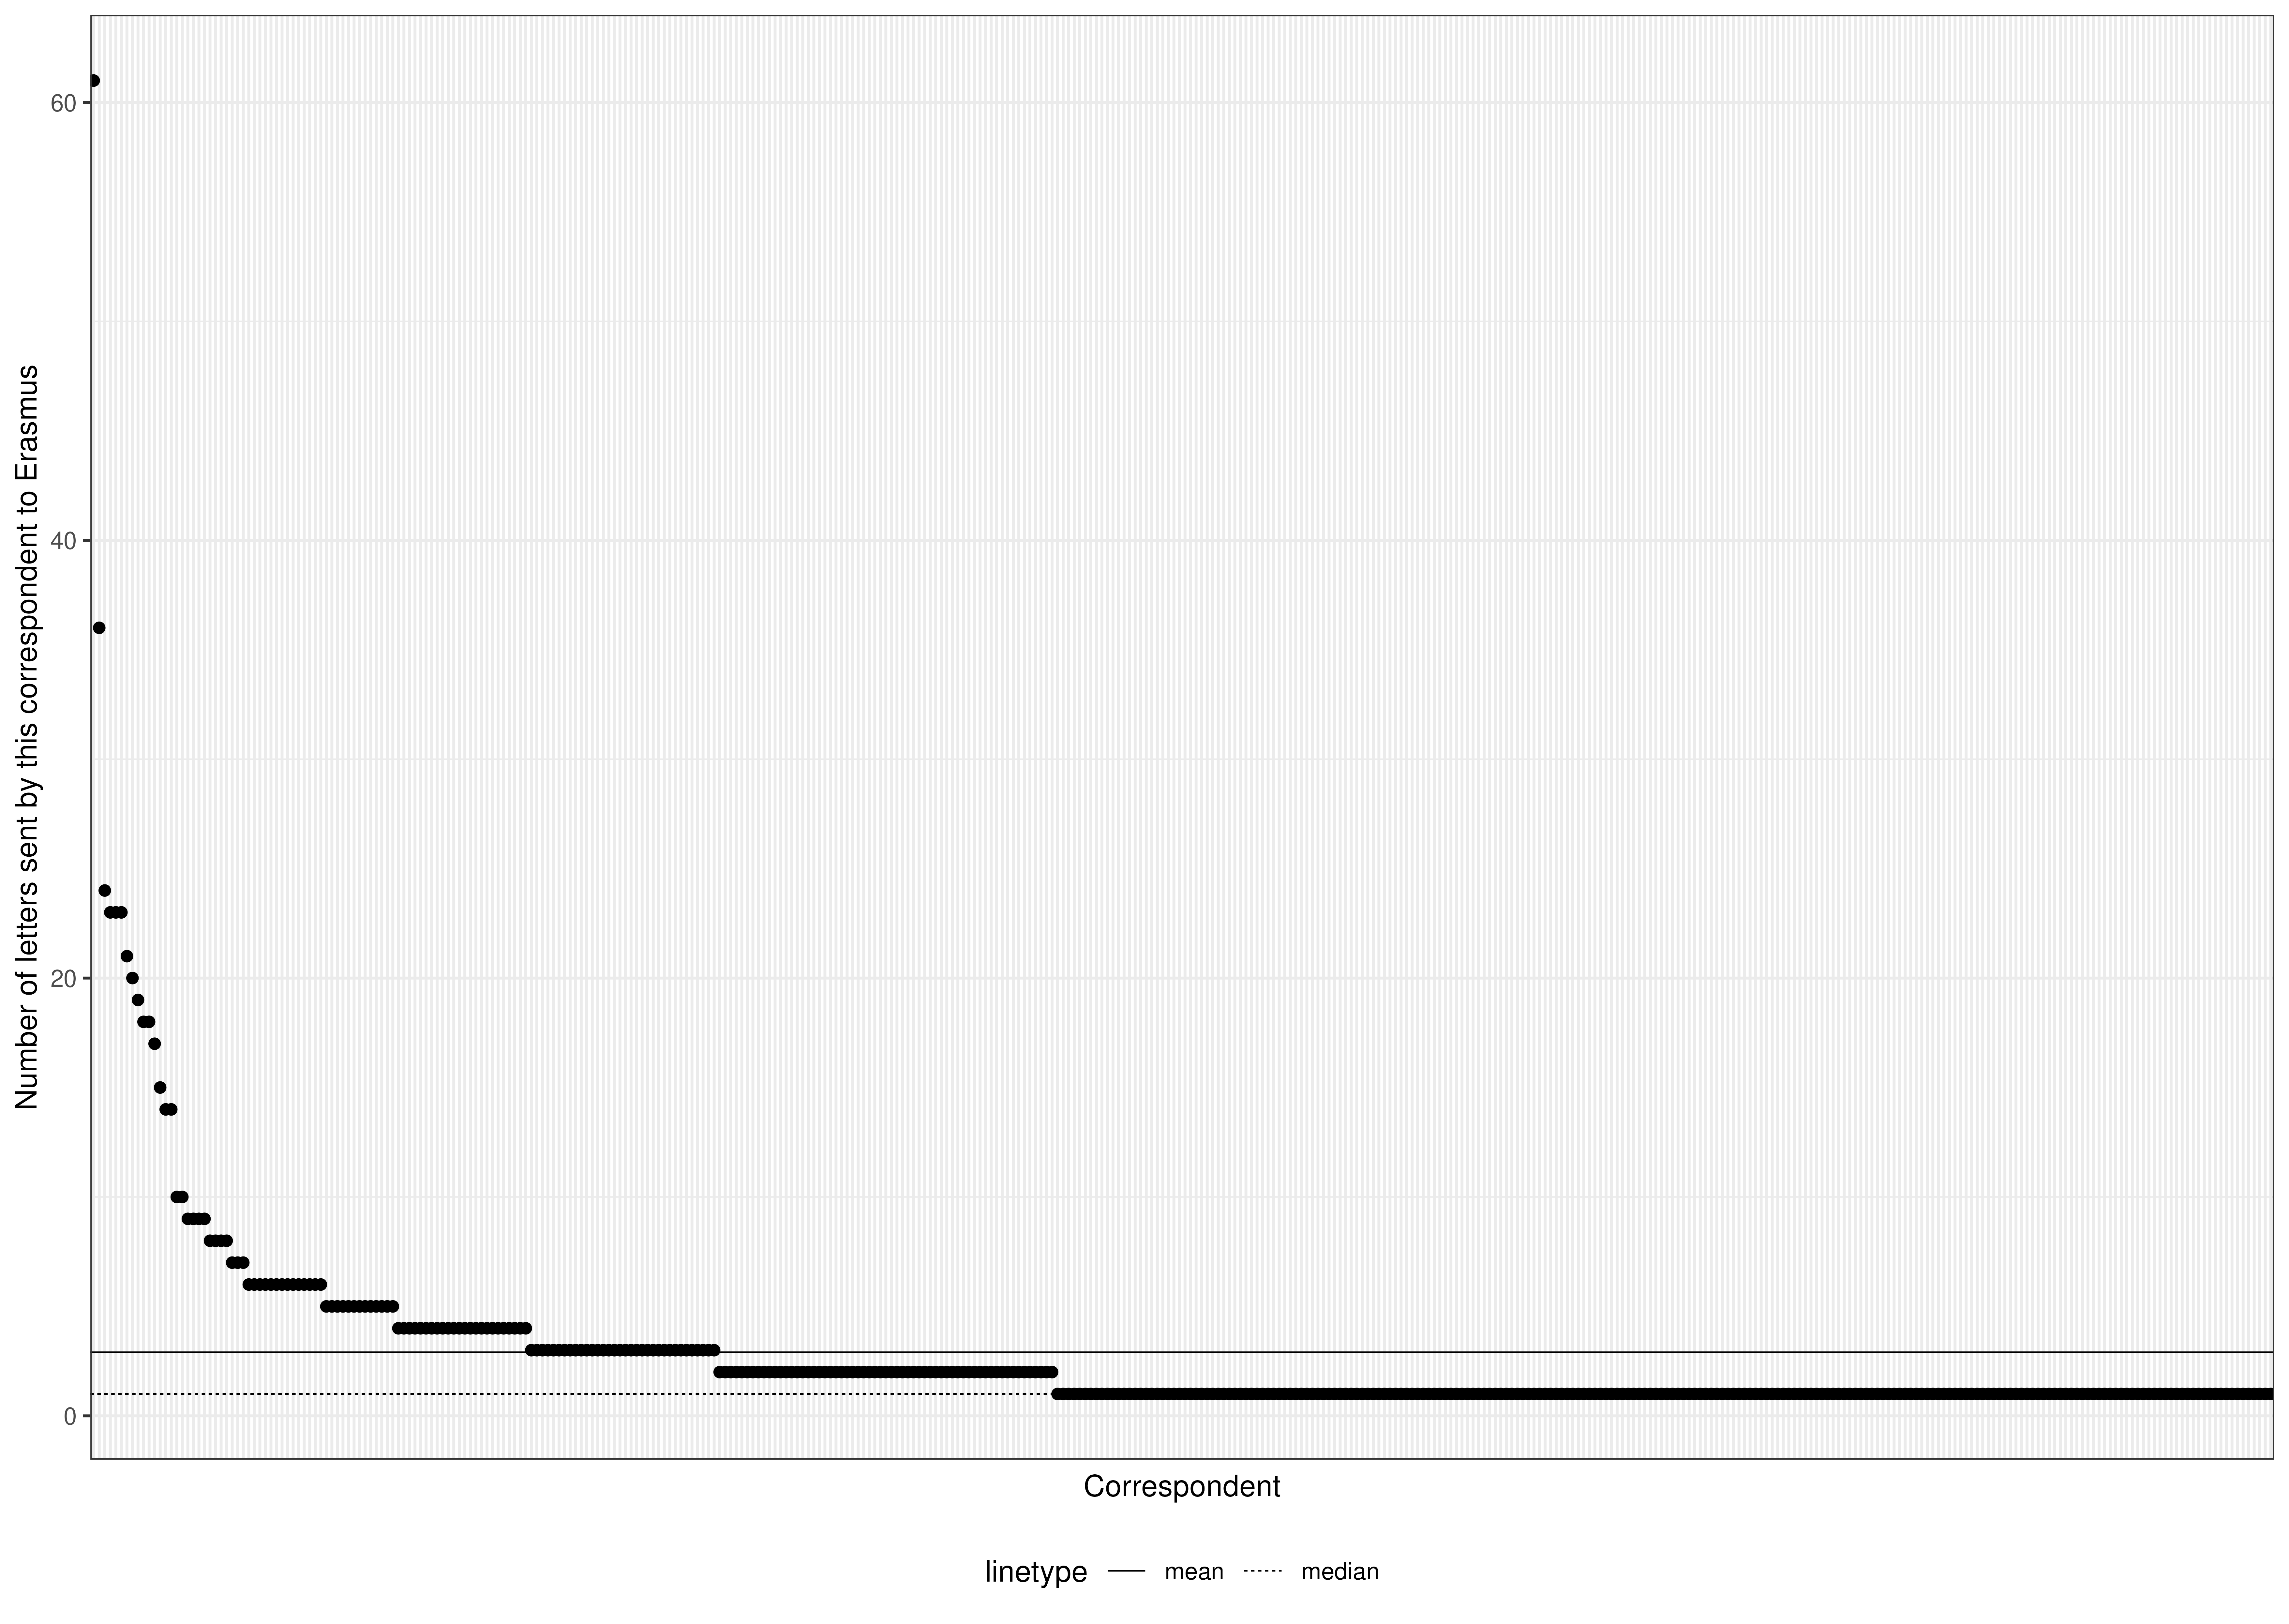 Number of letters sent by this correspondent to Erasmus
60
40
20
0
Correspondent
linetype mean median